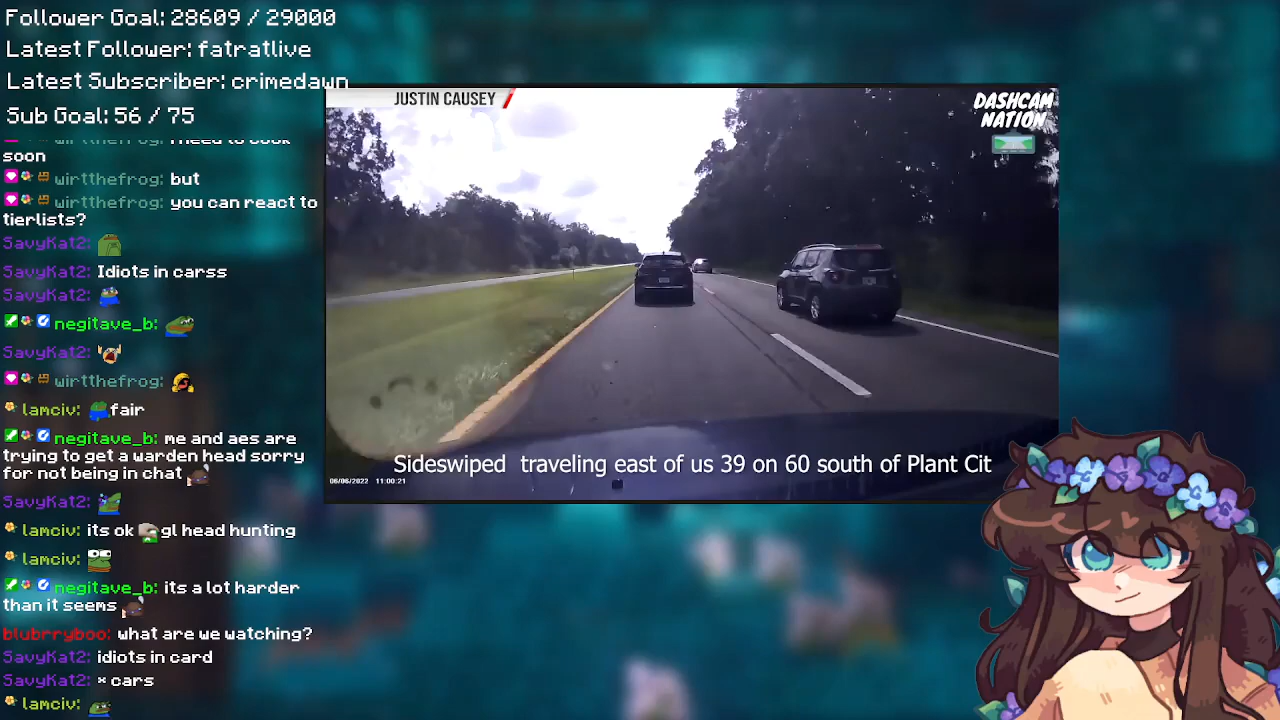 Follower Goal: 28609 / 29000
Latest Follower: fatratlive
Latest Subscriber: crimedawn
Sub Goal: 56 / 75
wirtthefrog: i need to cook
soon
wirtthefrog: but
wirtthefrog: you can react to
tierlists?
SavyKat2:
SavyKat2: Idiots in carss
SavyKat2:
negitave_b:
SavyKat2:
wirtthefrog:
lamciv: fair
negitave_b: me and aes are
trying to get a warden head sorry
for not being in chat
SavyKat2:
lamciv: its ok gl head hunting
lamciv:
negitave_b: its a lot harder
than it seems
blubrryboo: what are we watching?
SavyKat2: idiots in card
SavyKat2: * cars
lamciv:
JUSTIN CAUSEY
DASHCAM
NATION
Sideswiped traveling east of us 39 on 60 south of Plant Cit
06/06/2022 11:00:21